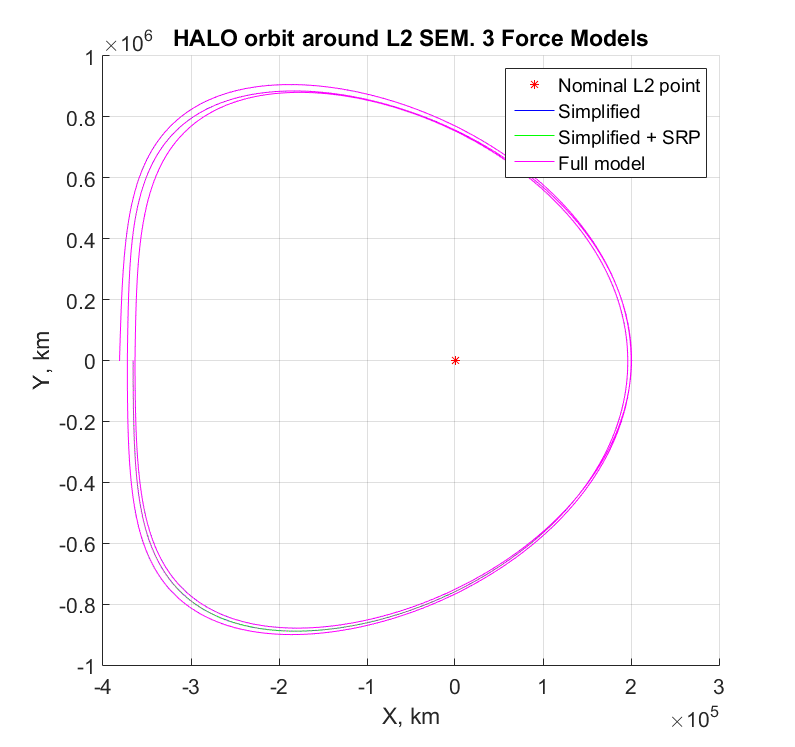 HALO orbit around L2 SEM. 3 Force Models
×10^6
1
0.8
0.6
0.4
0.2
0
-0.2
-0.4
-0.6
-0.8
-1
Y, km
Nominal L2 point
Simplified
Simplified + SRP
Full model
-4 -3 -2 -1 0 1 2 3
X, km
×10^5